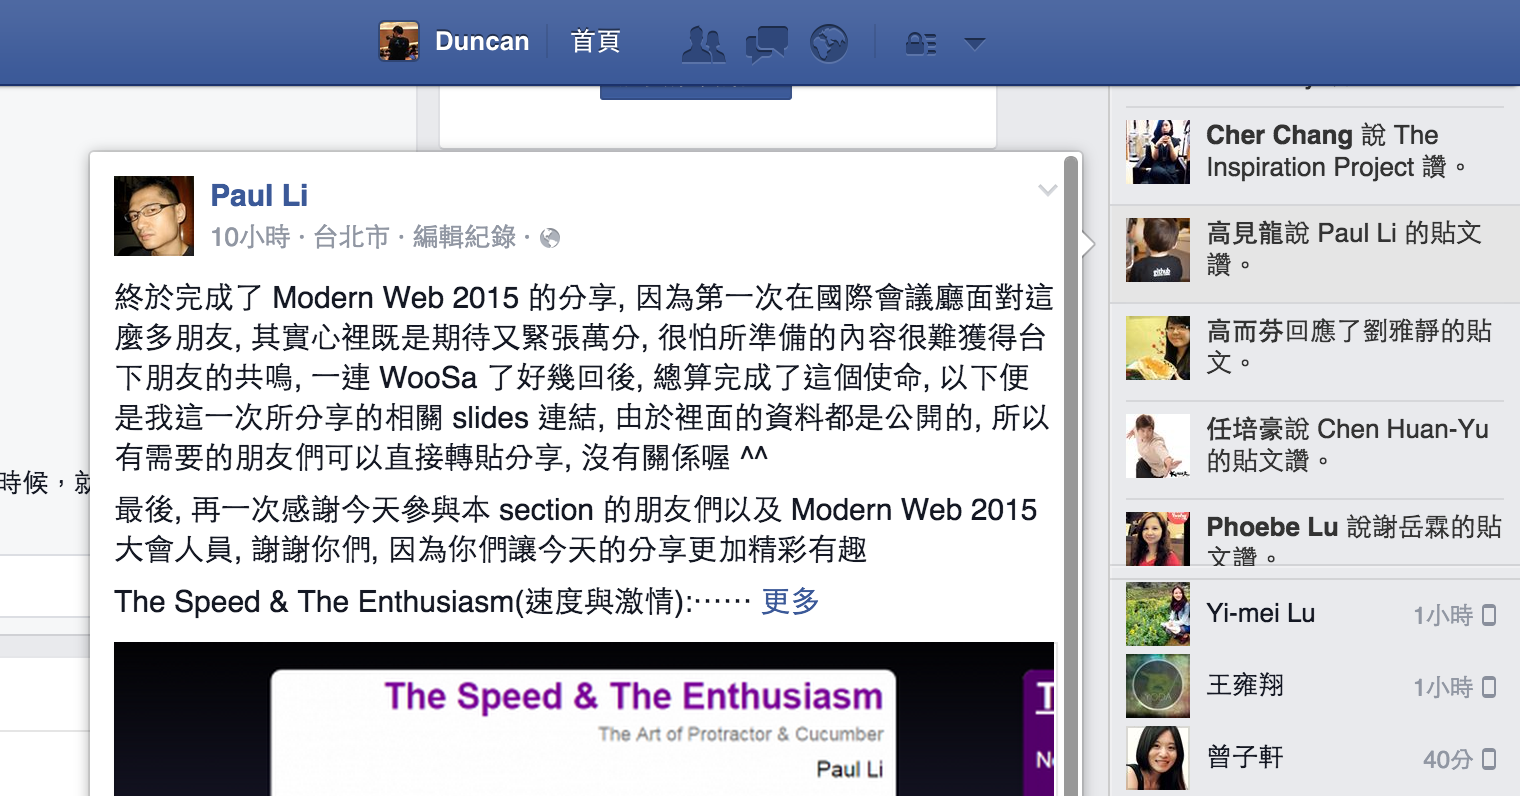 Duncan
首頁
Paul Li
10小時 · 台北市 · 編輯紀錄 ·
終於完成了 Modern Web 2015 的分享, 因為第一次在國際會議廳面對這
麼多朋友, 其實心裡既是期待又緊張萬分, 很怕所準備的內容很難獲得台
下朋友的共鳴, 一連 WooSa 了好幾回後, 總算完成了這個使命, 以下便
是我這一次所分享的相關 slides 連結, 由於裡面的資料都是公開的, 所以
有需要的朋友們可以直接轉貼分享, 沒有關係喔 ^^
最後, 再一次感謝今天參與本 section 的朋友們以及 Modern Web 2015
大會人員, 謝謝你們, 因為你們讓今天的分享更加精彩有趣
The Speed & The Enthusiasm(速度與激情):⋯⋯ 更多
The Speed & The Enthusiasm
The Art of Protractor & Cucumber
Paul Li
時候，就
Cher Chang 說 The
Inspiration Project 讚。
高見龍說 Paul Li 的貼文
讚。
github
高而芬回應了劉雅靜的貼
文。
任培豪說 Chen Huan-Yu
的貼文讚。
Phoebe Lu 說謝岳霖的貼
文讚。
Yi-mei Lu
1小時
王雍翔
1小時
YODA
曾子軒
40分